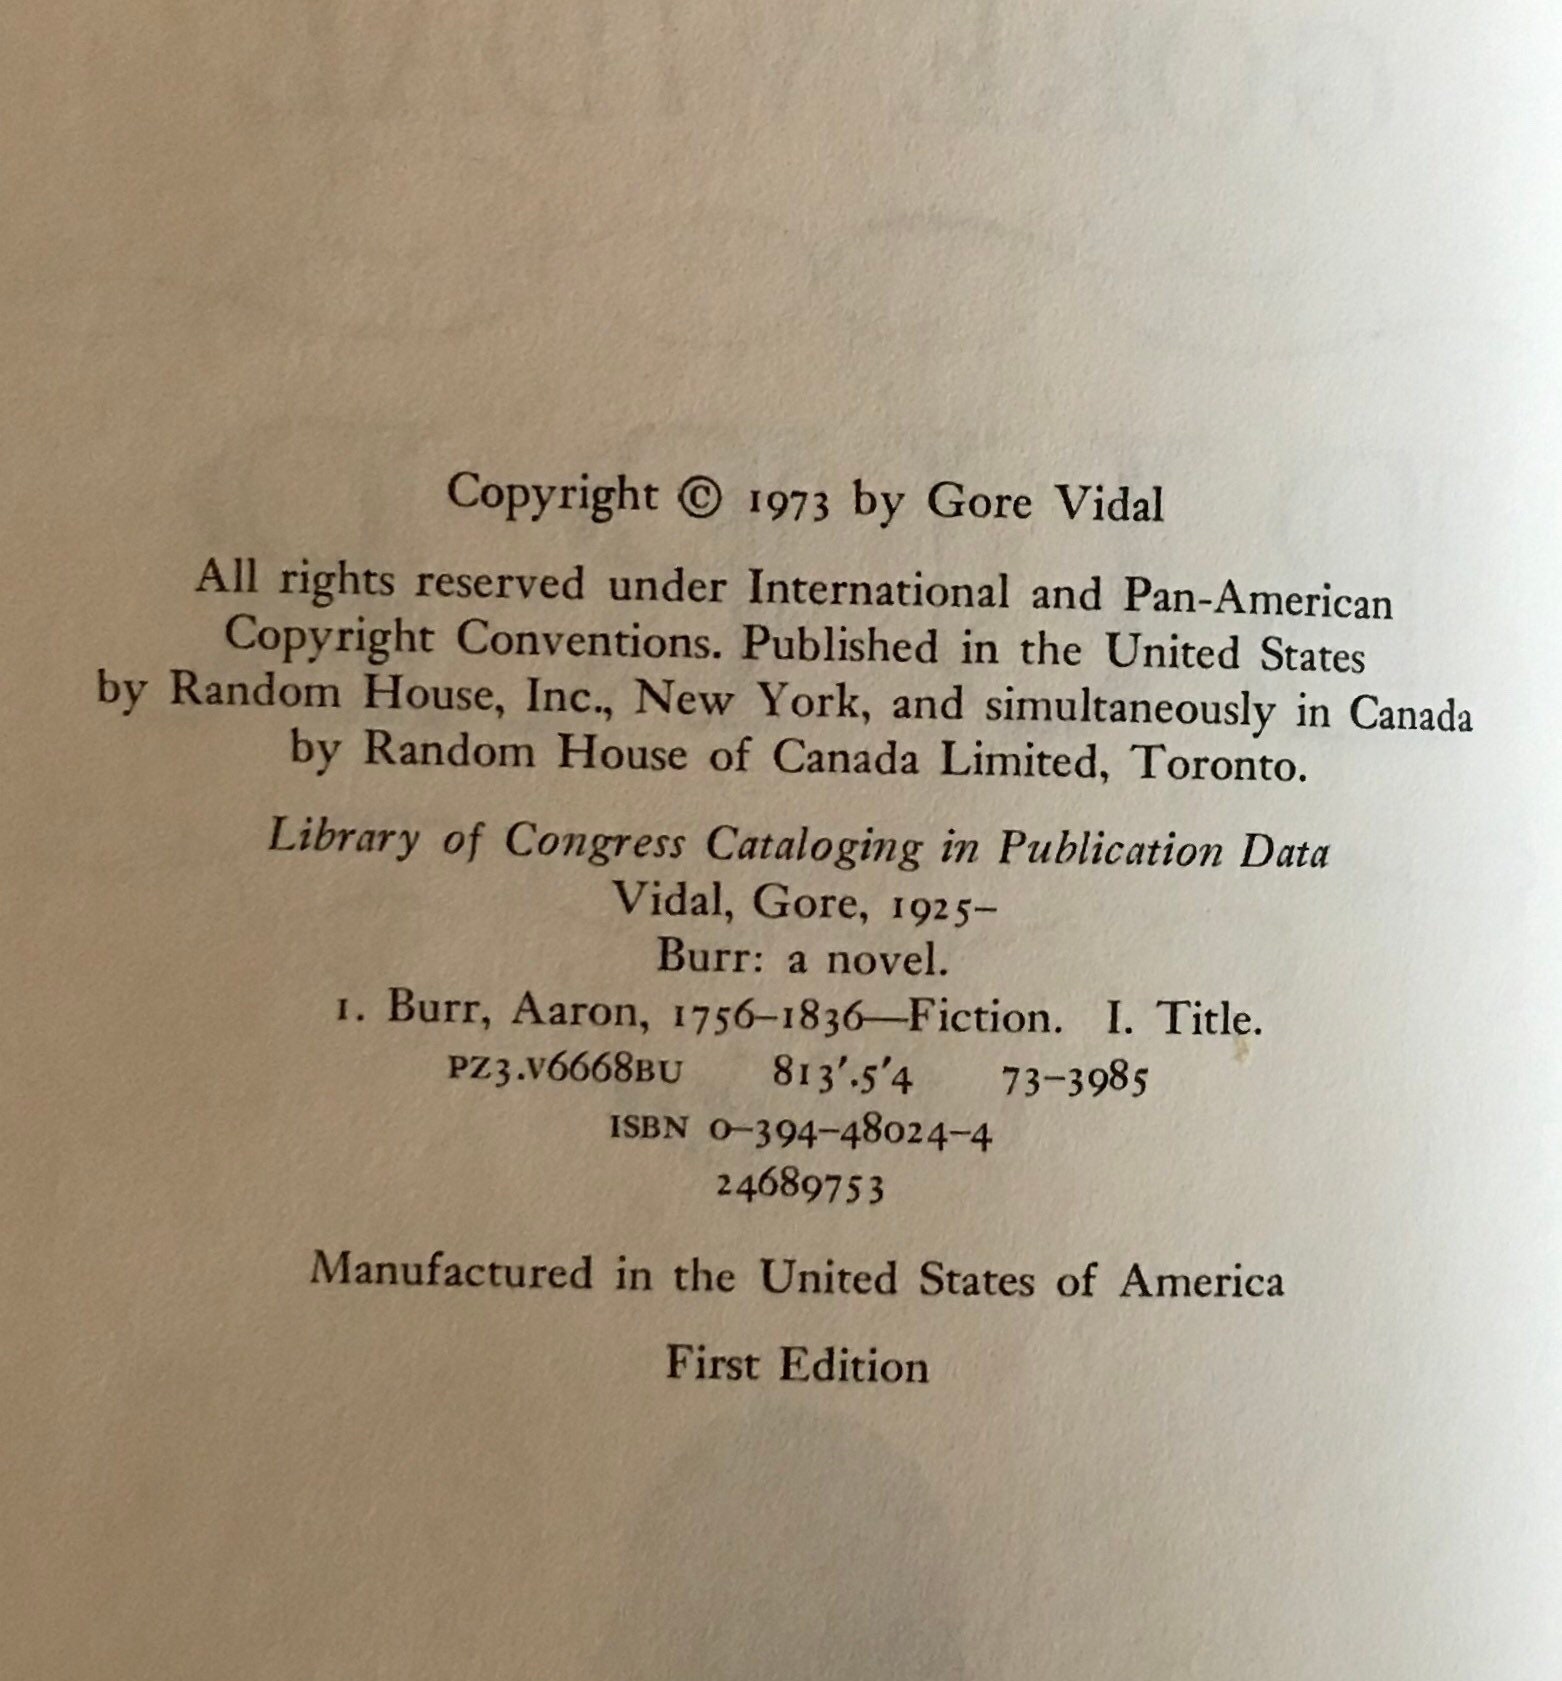 Copyright © 1973 by Gore Vidal
All rights reserved under International and Pan-American
Copyright Conventions. Published in the United States
by Random House, Inc., New York, and simultaneously in Canada
by Random House of Canada Limited, Toronto.
Library of Congress Cataloging in Publication Data
Vidal, Gore, 1925–
Burr: a novel.
1. Burr, Aaron, 1756–1836—Fiction. I. Title.
PZ3.V6668BU 813'.5'4 73–3985
ISBN 0–394–48024–4
24689753
Manufactured in the United States of America
First Edition